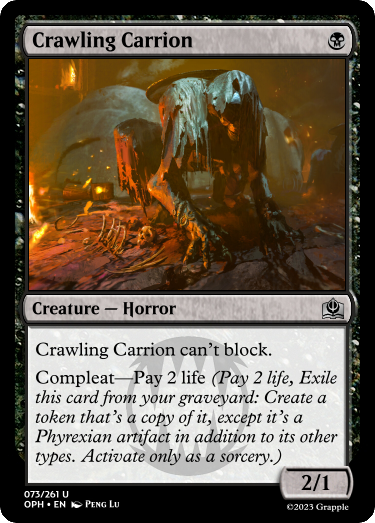 Crawling Carrion
Creature — Horror
Crawling Carrion can't block.
Compleat—Pay 2 life (Pay 2 life, Exile
this card from your graveyard: Create a
token that's a copy of it, except it's a
Phyrexian artifact in addition to its other
types. Activate only as a sorcery.)
2/1
073/261 U
OPH • EN Peng Lu
©2023 Grapple